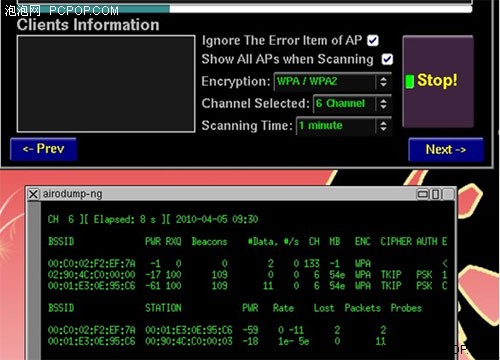 泡泡网 PCPOP.COM
Clients Information
Ignore The Error Item of AP
Show All APs when Scanning
Encryption: WPA / WPA2
Channel Selected: 6 Channel
Scanning Time: 1 minute
Stop!
<- Prev
Next ->
airodump-ng
CH 6 ][ Elapsed: 8 s ][ 2010-04-05 09:30
BSSID PWR RXQ Beacons #Data, #/s CH MB ENC CIPHER AUTH E
00:C0:02:F2:EF:7A -1 0 0 2 0 133 -1 WPA <
02:90:4C:C0:00:00 -17 100 109 0 0 6 54e WPA TKIP PSK 1
00:01:E3:0E:95:C6 -61 100 109 11 0 6 54e WPA TKIP PSK C
BSSID STATION PWR Rate Lost Packets Probes
00:C0:02:F2:EF:7A 00:01:E3:0E:95:C6 -59 0 -11 2 2
00:01:E3:0E:95:C6 00:90:4C:C0:00:03 -18 1e- 5e 0 11